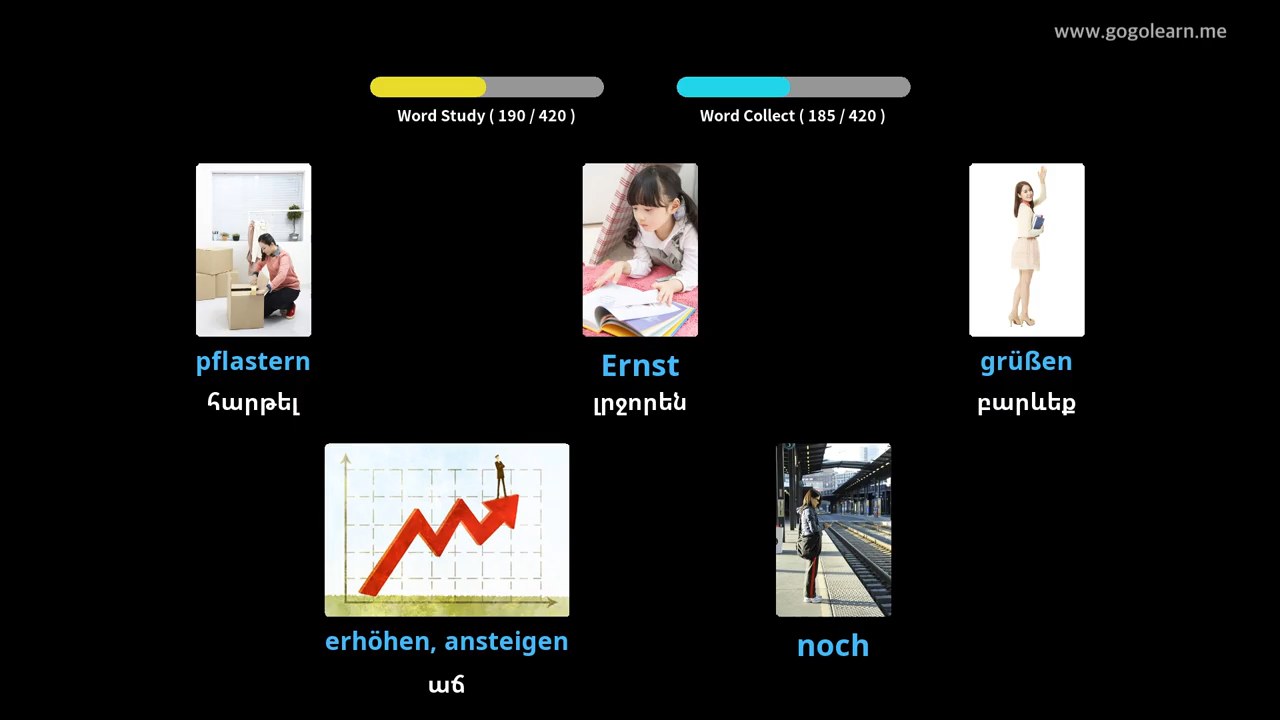 www.gogolearn.me
Word Study ( 190 / 420 )
Word Collect ( 185 / 420 )
pflastern
հարթել
Ernst
լրջորեն
grüßen
բարևեք
erhöhen, ansteigen
աճ
noch